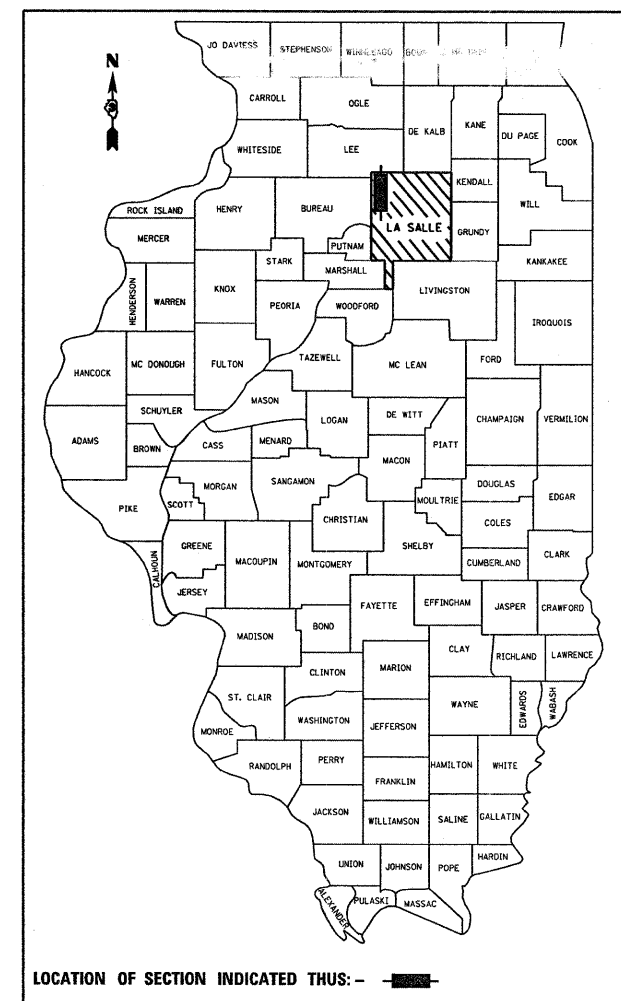 JO DAVIESS
STEPHENSON
WINNEBAGO
N
CARROLL
OGLE
DE KALB
KANE
DU PAGE
COOK
WHITESIDE
LEE
KENDALL
WILL
ROCK ISLAND
HENRY
BUREAU
LA SALLE
GRUNDY
MERCER
PUTNAM
STARK
MARSHALL
KANKAKEE
HENDERSON
WARREN
KNOX
PEORIA
WOODFORD
LIVINGSTON
IROQUOIS
HANCOCK
MC DONOUGH
FULTON
TAZEWELL
MC LEAN
FORD
SCHUYLER
MASON
LOGAN
DE WITT
CHAMPAIGN
VERMILION
ADAMS
BROWN
CASS
MENARD
MACON
PIATT
PIKE
SCOTT
MORGAN
SANGAMON
CHRISTIAN
MOULTRIE
DOUGLAS
EDGAR
COLES
CALHOUN
GREENE
MACOUPIN
MONTGOMERY
SHELBY
CUMBERLAND
CLARK
JERSEY
FAYETTE
EFFINGHAM
JASPER
CRAWFORD
MADISON
BOND
CLAY
RICHLAND
LAWRENCE
CLINTON
MARION
ST. CLAIR
WAYNE
EDWARDS
WABASH
WASHINGTON
JEFFERSON
MONROE
RANDOLPH
PERRY
HAMILTON
WHITE
FRANKLIN
JACKSON
WILLIAMSON
SALINE
GALLATIN
UNION
JOHNSON
POPE
HARDIN
ALEXANDER
PULASKI
MASSAC
LOCATION OF SECTION INDICATED THUS: -